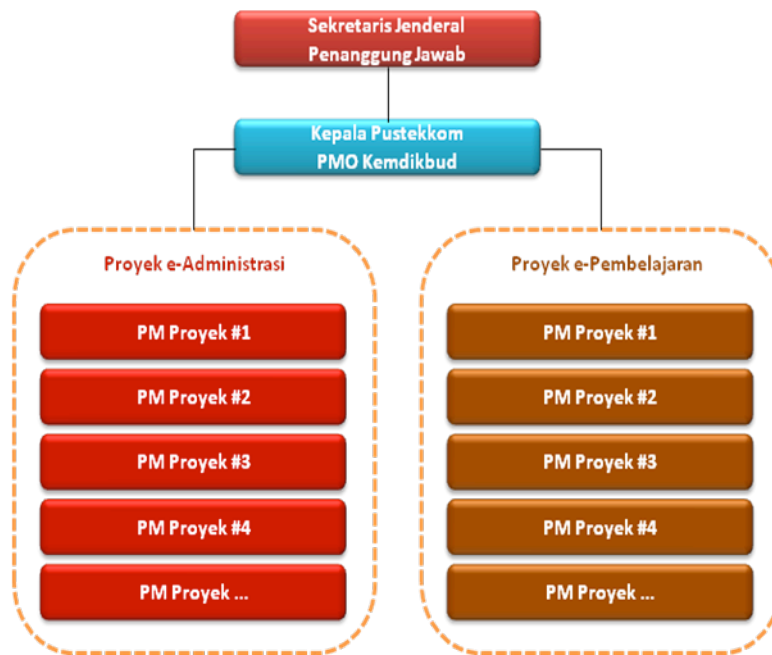 Sekretaris Jenderal
Penanggung Jawab
Kepala Pustekkom
PMO Kemdikbud
Proyek e-Administrasi
PM Proyek #1
PM Proyek #2
PM Proyek #3
PM Proyek #4
PM Proyek ...
Proyek e-Pembelajaran
PM Proyek #1
PM Proyek #2
PM Proyek #3
PM Proyek #4
PM Proyek ...